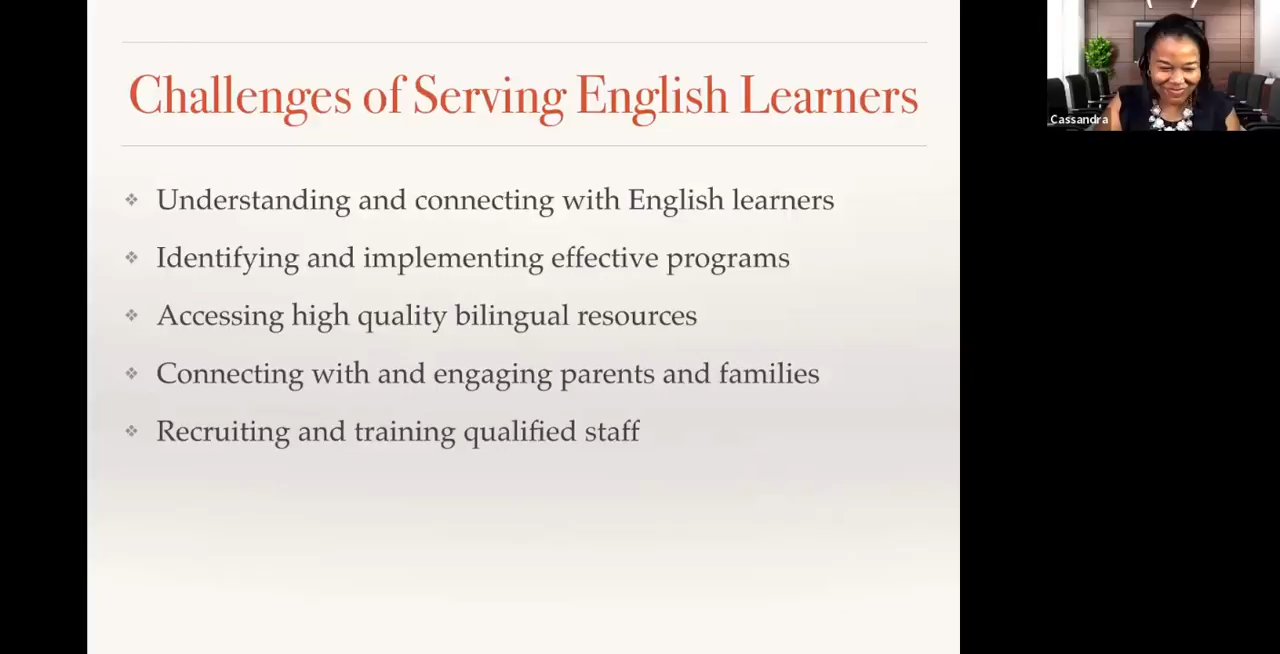 Challenges of Serving English Learners
Understanding and connecting with English learners
Identifying and implementing effective programs
Accessing high quality bilingual resources
Connecting with and engaging parents and families
Recruiting and training qualified staff
Cassandra